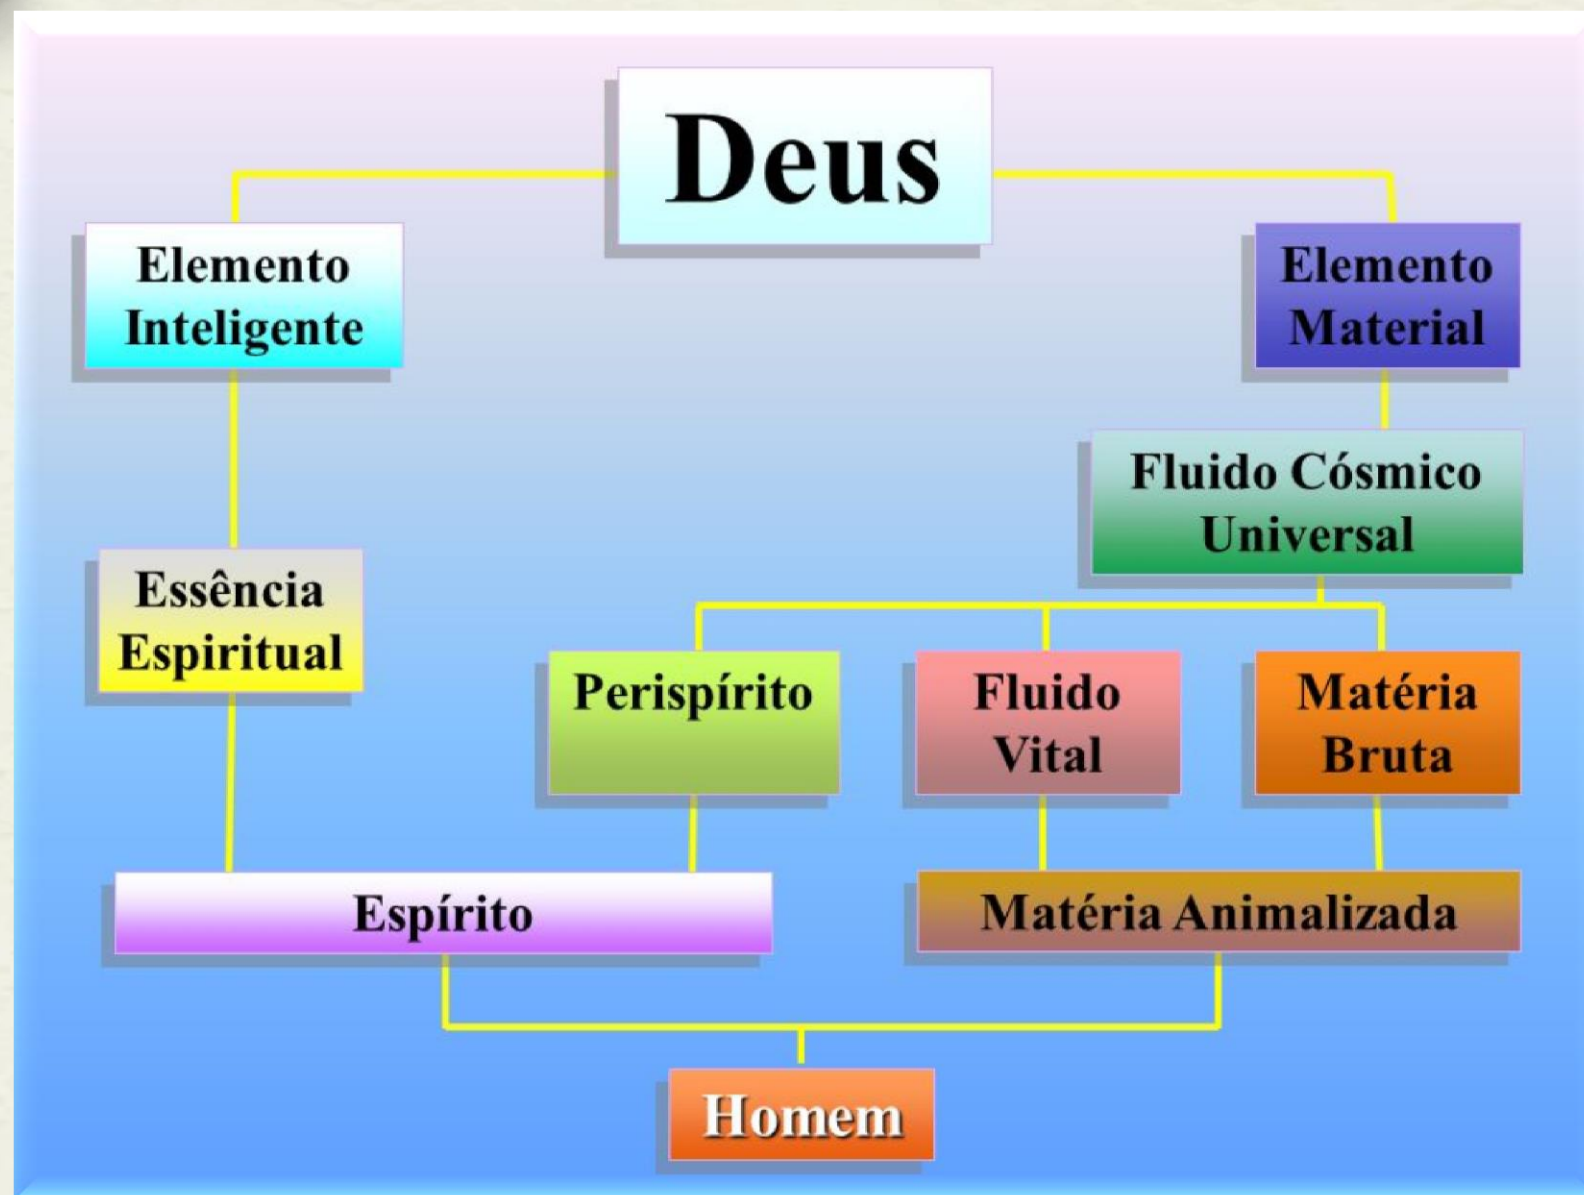 Deus
Elemento
Inteligente
Elemento
Material
Fluido Cósmico
Universal
Essência
Espiritual
Perispírito
Fluido
Vital
Matéria
Bruta
Espírito
Matéria Animalizada
Homem